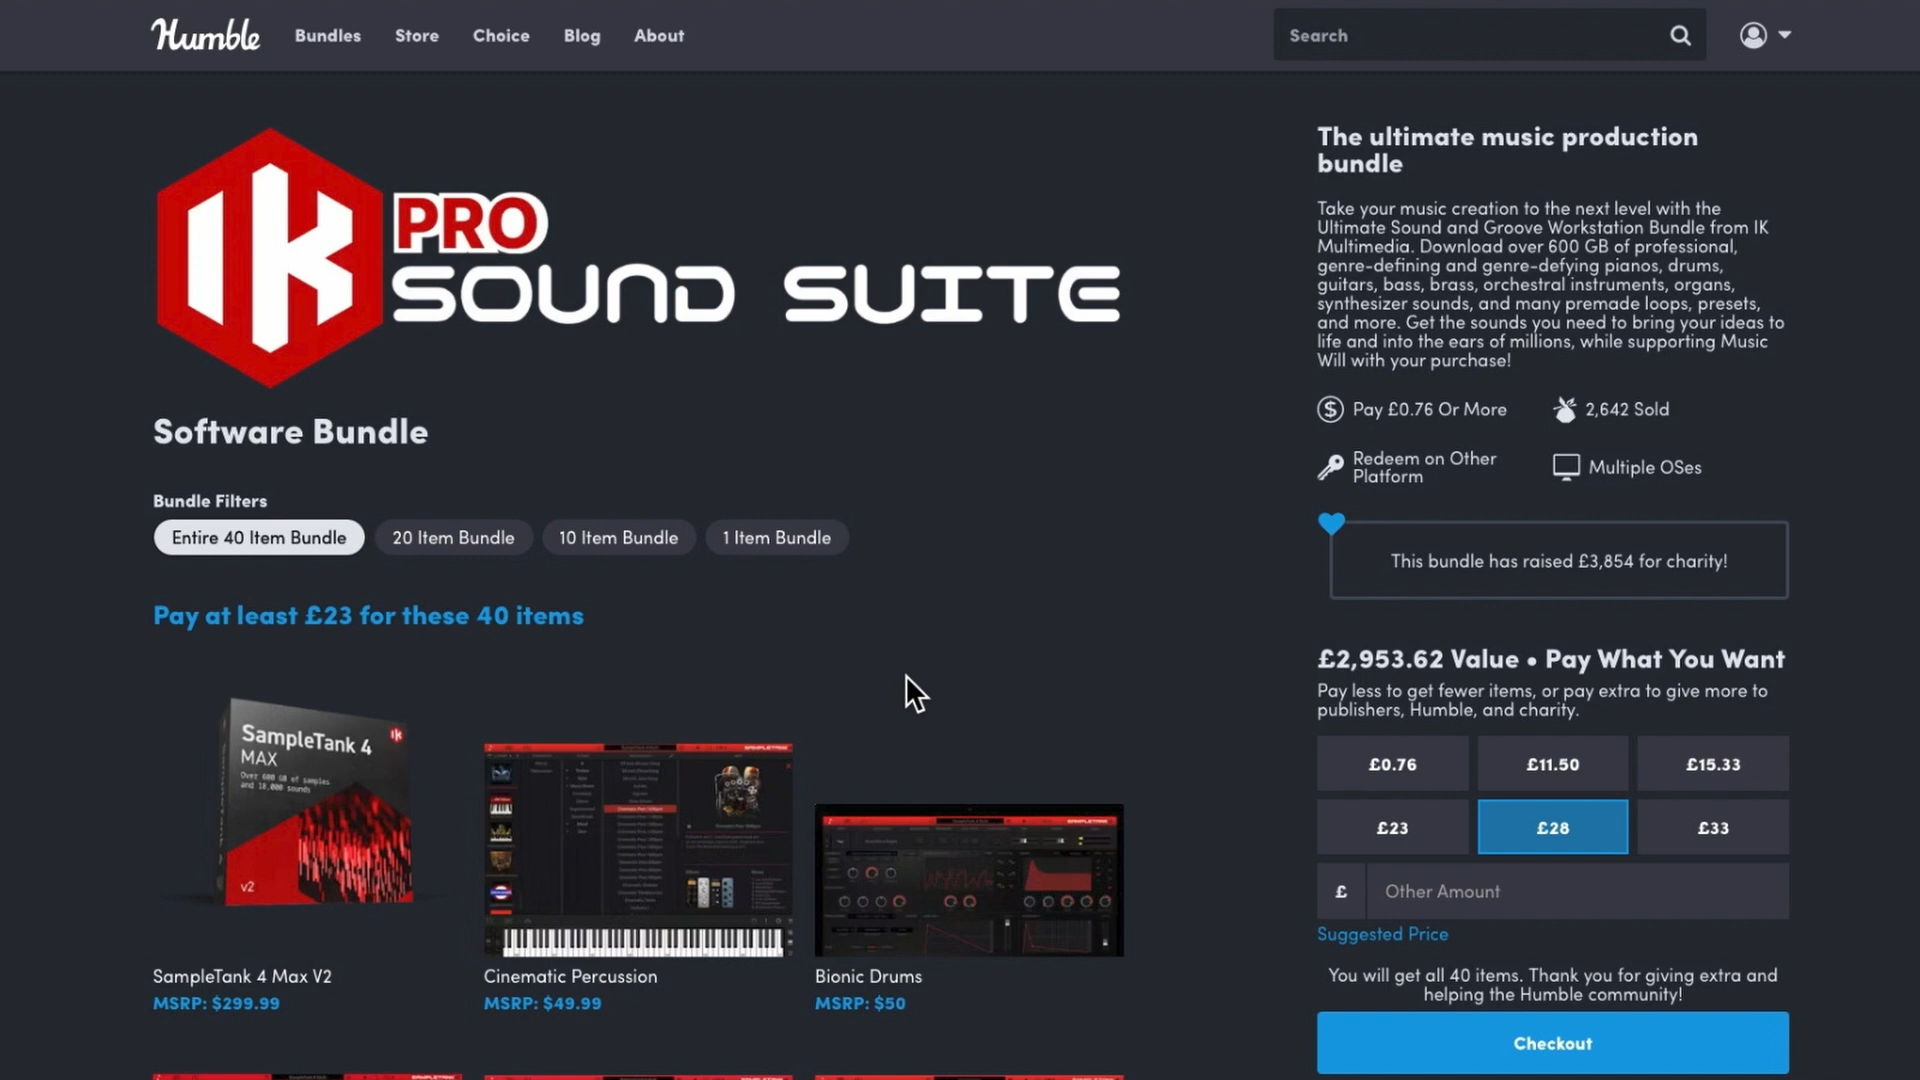 Humble
Bundles
Store
Choice
Blog
About
Search
IK
PRO
SOUND SUITE
Software Bundle
Bundle Filters
Entire 40 Item Bundle
20 Item Bundle
10 Item Bundle
1 Item Bundle
Pay at least £23 for these 40 items
SampleTank 4
MAX
Over 600 GB of samples
and 18,000 sounds
v2
SampleTank 4 Max V2
MSRP: $299.99
Cinematic Percussion
MSRP: $49.99
Bionic Drums
MSRP: $50
The ultimate music production
bundle
Take your music creation to the next level with the
Ultimate Sound and Groove Workstation Bundle from IK
Multimedia. Download over 600 GB of professional,
genre-defining and genre-defying pianos, drums,
guitars, bass, brass, orchestral instruments, organs,
synthesizer sounds, and many premade loops, presets,
and more. Get the sounds you need to bring your ideas to
life and into the ears of millions, while supporting Music
Will with your purchase!
Pay £0.76 Or More
2,642 Sold
Redeem on Other
Platform
Multiple OSes
This bundle has raised £3,854 for charity!
£2,953.62 Value • Pay What You Want
Pay less to get fewer items, or pay extra to give more to
publishers, Humble, and charity.
£0.76
£11.50
£15.33
£23
£28
£33
£
Other Amount
Suggested Price
You will get all 40 items. Thank you for giving extra and
helping the Humble community!
Checkout